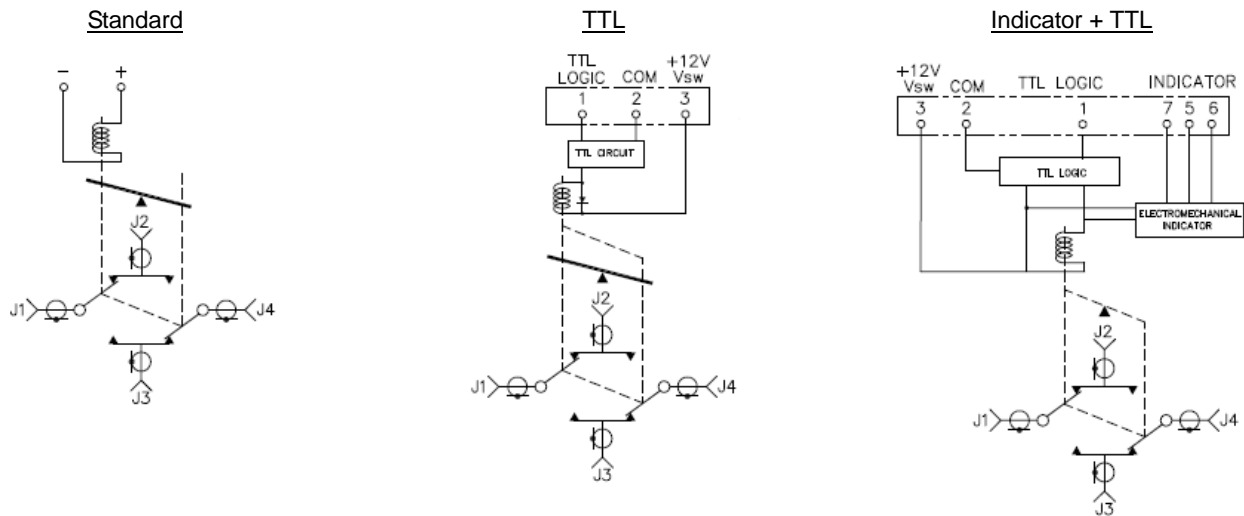 Standard
− +
J2
J1
J4
J3
TTL
TTL LOGIC COM +12V Vsw
1 2 3
TTL CIRCUIT
J2
J1
J4
J3
Indicator + TTL
+12V Vsw COM TTL LOGIC INDICATOR
3 2 1 7 5 6
TTL LOGIC
ELECTROMECHANICAL
INDICATOR
J2
J1
J4
J3